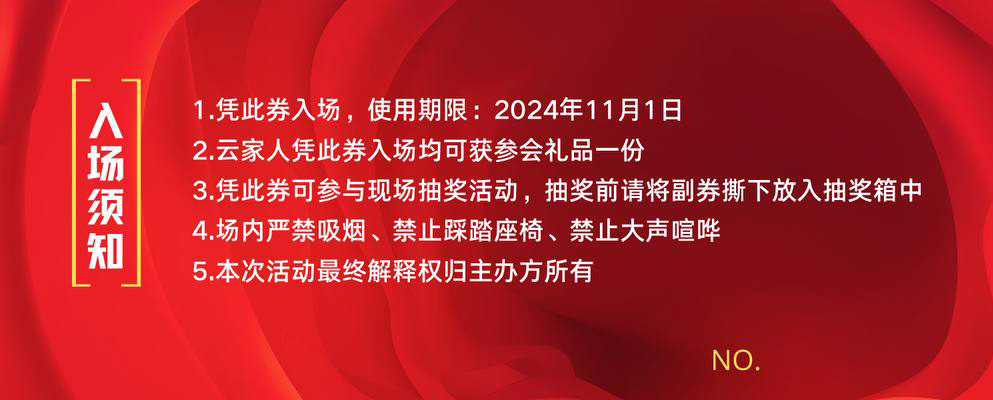 入场须知
1.凭此券入场，使用期限：2024年11月1日
2.云家人凭此券入场均可获参会礼品一份
3.凭此券可参与现场抽奖活动，抽奖前请将副券撕下放入抽奖箱中
4.场内严禁吸烟、禁止踩踏座椅、禁止大声喧哗
5.本次活动最终解释权归主办方所有
NO.